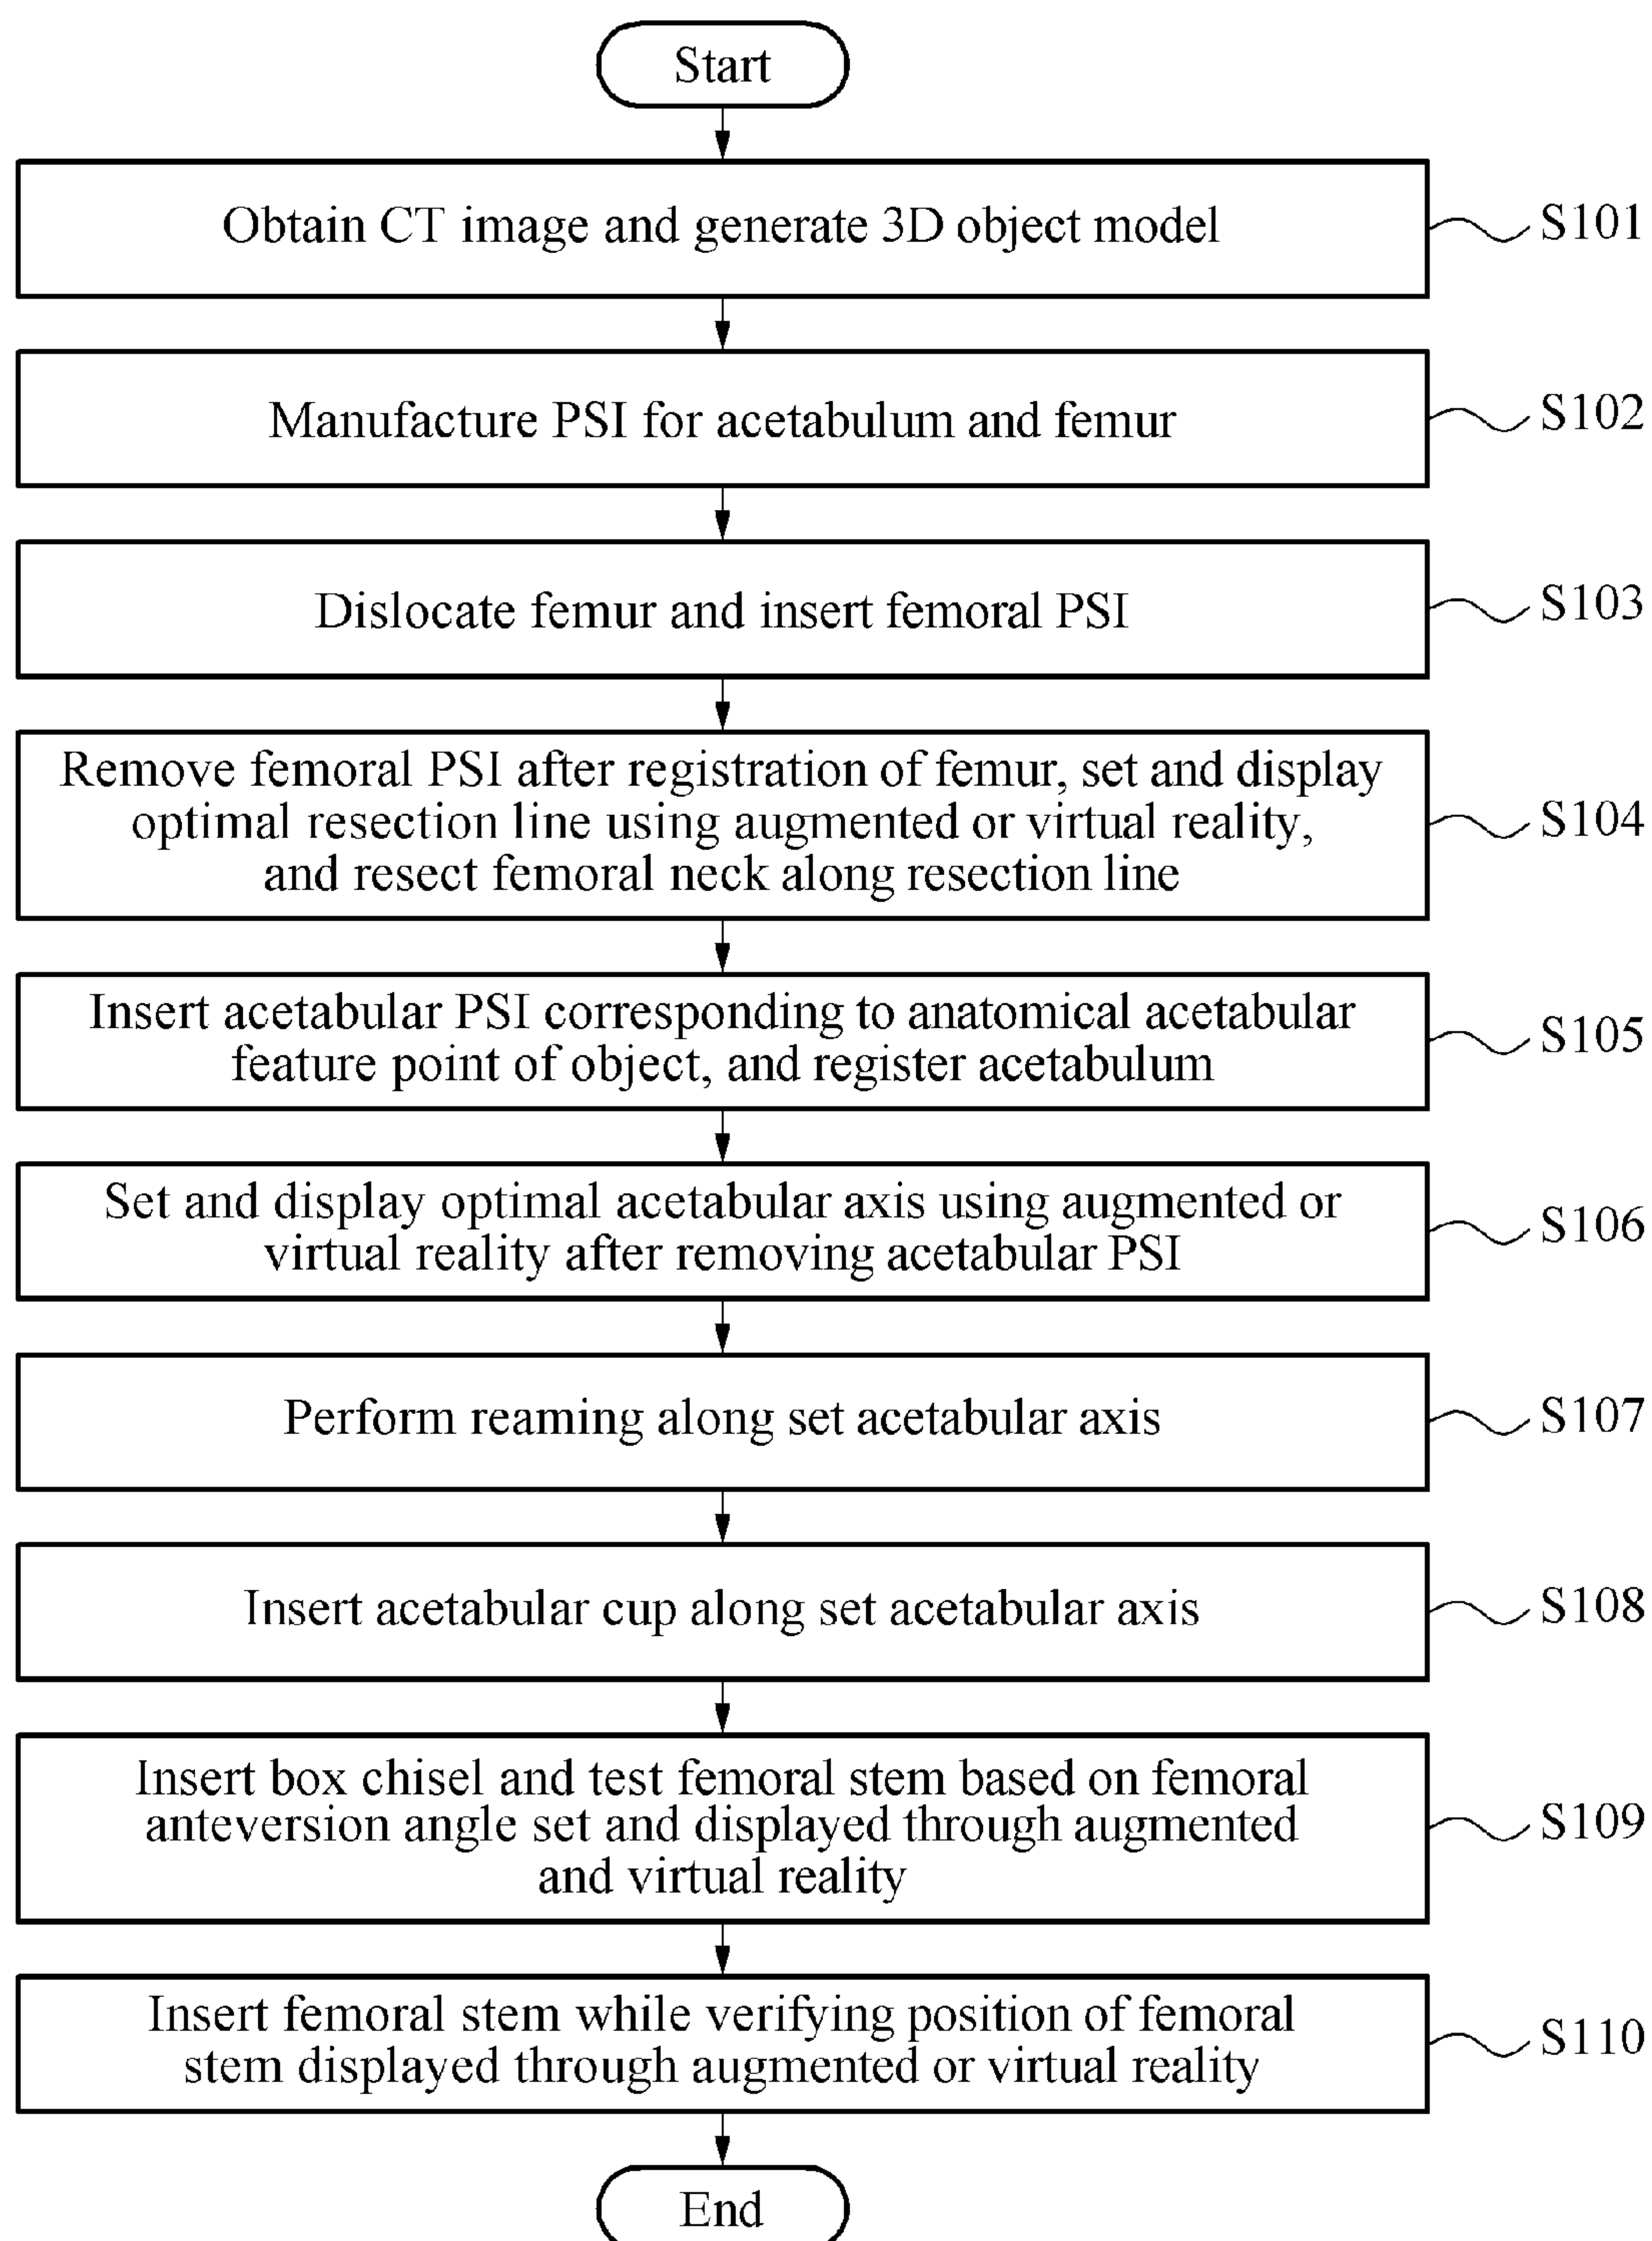 Start
Obtain CT image and generate 3D object model
S101
Manufacture PSI for acetabulum and femur
S102
Dislocate femur and insert femoral PSI
S103
Remove femoral PSI after registration of femur, set and display
optimal resection line using augmented or virtual reality,
and resect femoral neck along resection line
S104
Insert acetabular PSI corresponding to anatomical acetabular
feature point of object, and register acetabulum
S105
Set and display optimal acetabular axis using augmented or
virtual reality after removing acetabular PSI
S106
Perform reaming along set acetabular axis
S107
Insert acetabular cup along set acetabular axis
S108
Insert box chisel and test femoral stem based on femoral
anteversion angle set and displayed through augmented
and virtual reality
S109
Insert femoral stem while verifying position of femoral
stem displayed through augmented or virtual reality
S110
End